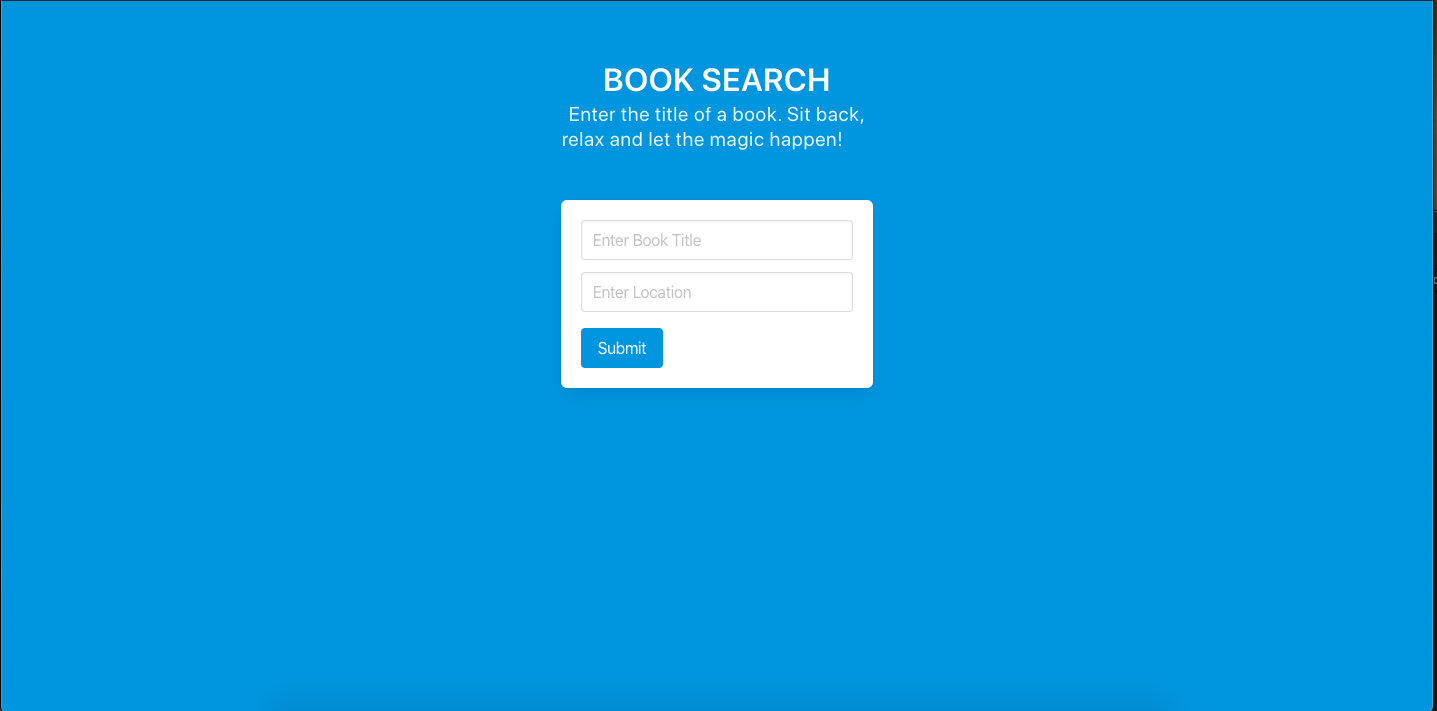 BOOK SEARCH
Enter the title of a book. Sit back,
relax and let the magic happen!
Enter Book Title
Enter Location
Submit